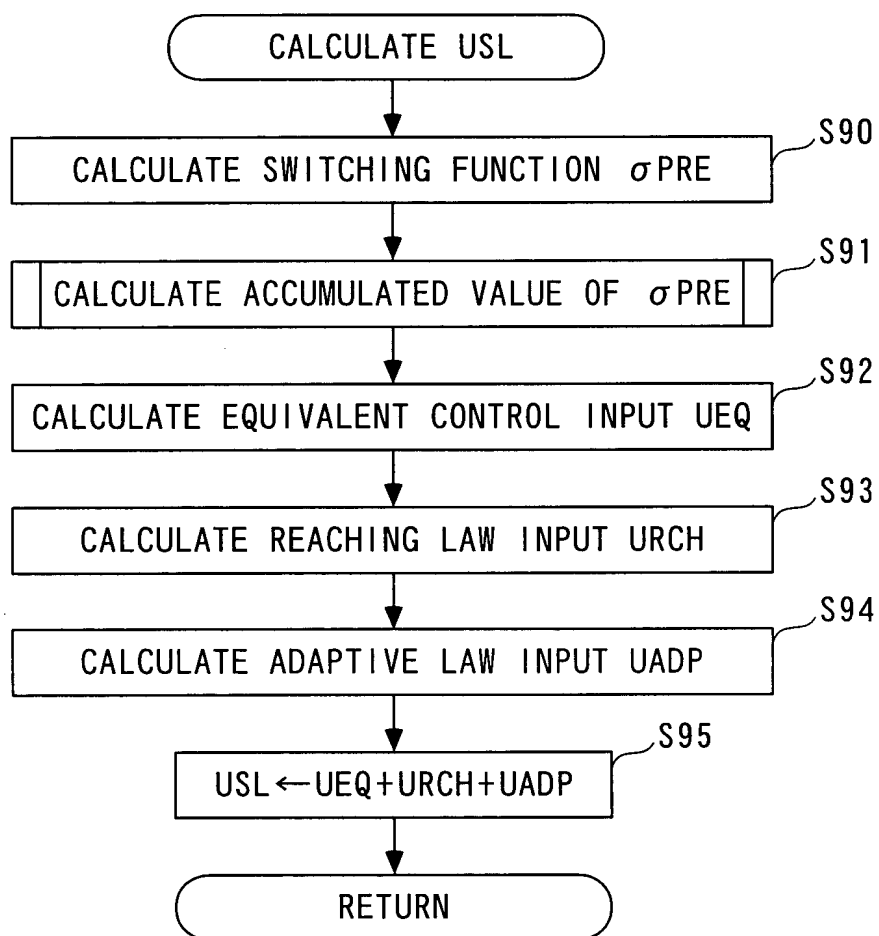 CALCULATE USL
S90
CALCULATE SWITCHING FUNCTION σPRE
S91
CALCULATE ACCUMULATED VALUE OF σPRE
S92
CALCULATE EQUIVALENT CONTROL INPUT UEQ
S93
CALCULATE REACHING LAW INPUT URCH
S94
CALCULATE ADAPTIVE LAW INPUT UADP
S95
USL←UEQ+URCH+UADP
RETURN